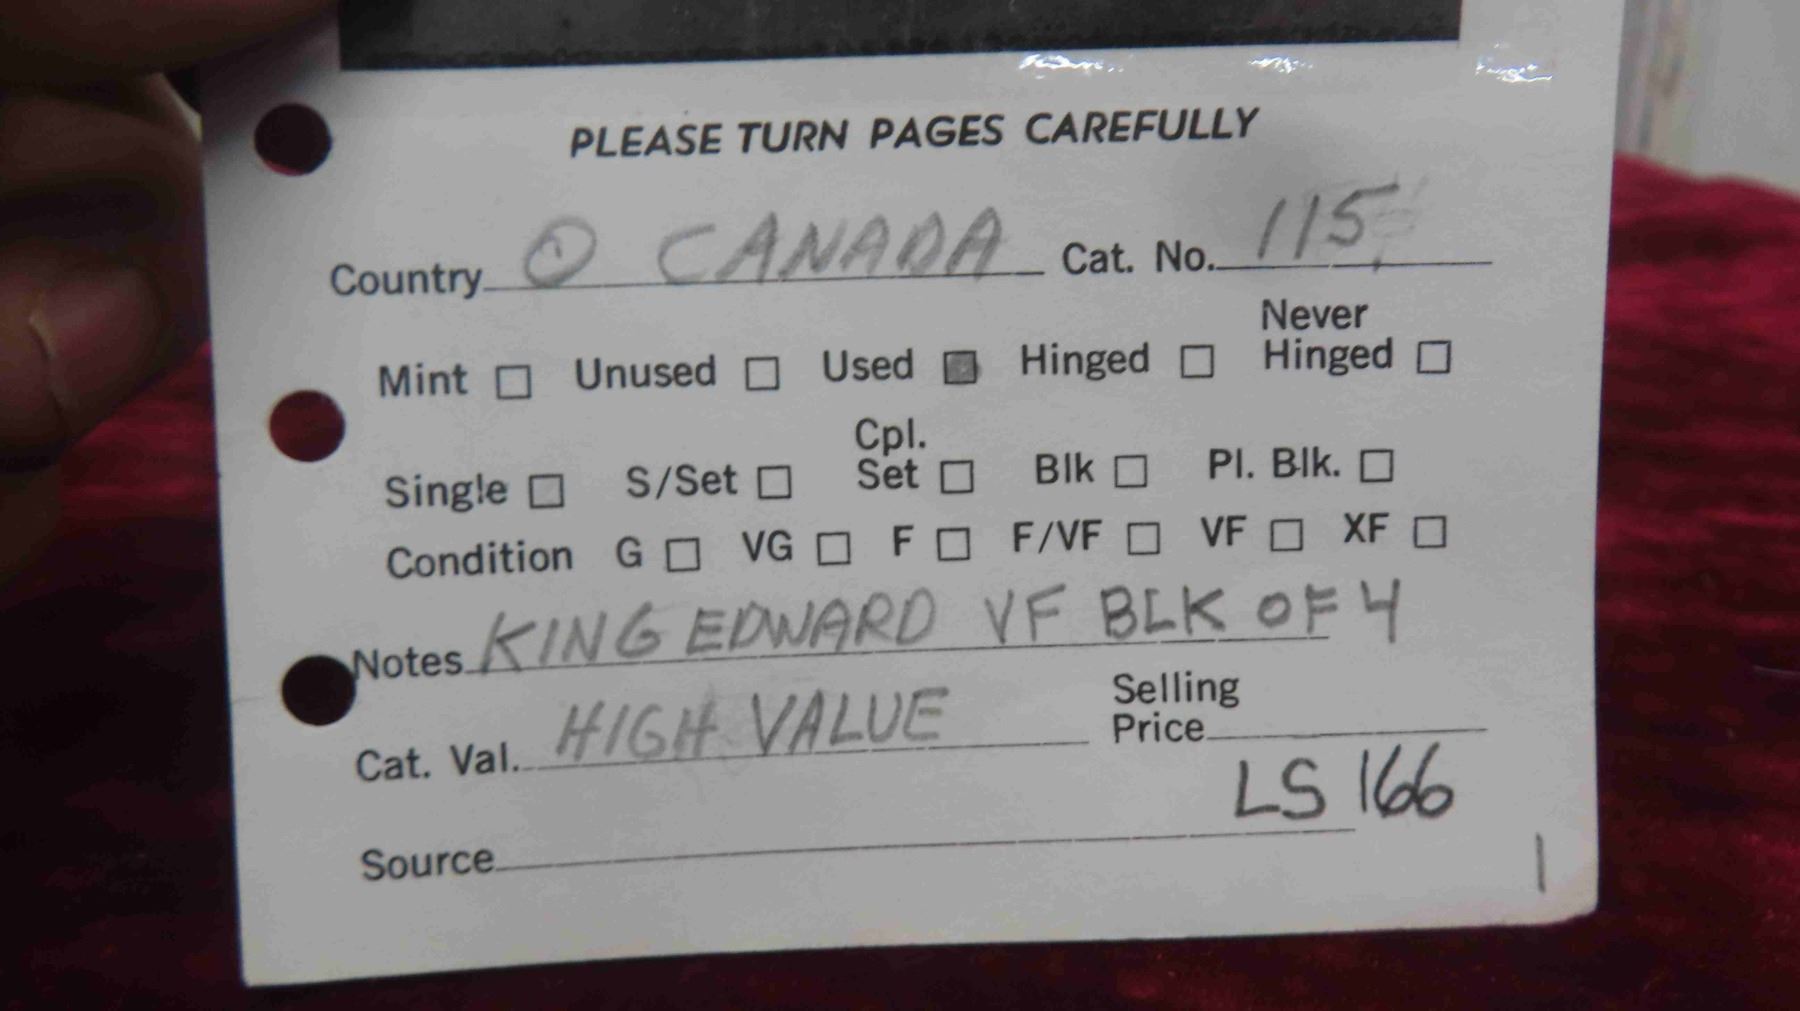 PLEASE TURN PAGES CAREFULLY
Country ⊙ CANADA Cat. No. 115
Mint ☐ Unused ☐ Used ■ Hinged ☐ Never Hinged ☐
Single ☐ S/Set ☐ Cpl. Set ☐ Blk ☐ Pl. Blk. ☐
Condition G ☐ VG ☐ F ☐ F/VF ☐ VF ☐ XF ☐
Notes KING EDWARD VF BLK OF 4
Cat. Val. HIGH VALUE Selling Price
LS 166
Source
1